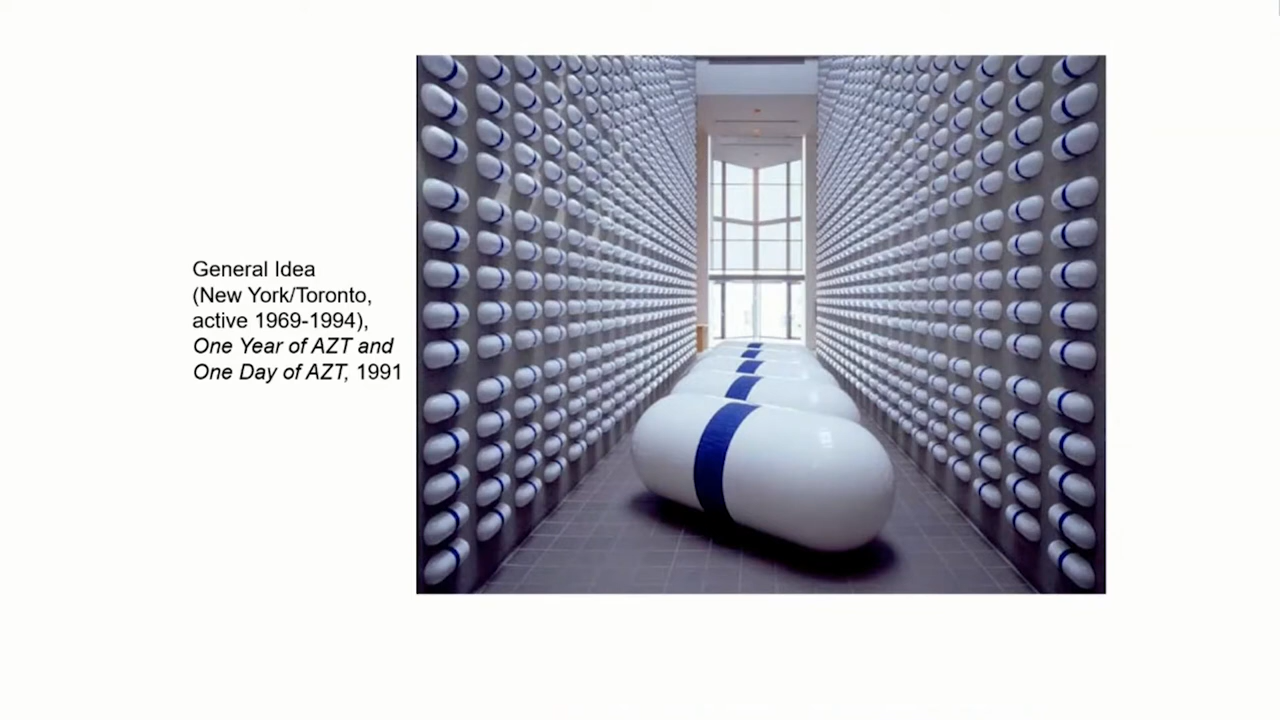 General Idea
(New York/Toronto,
active 1969-1994),
One Year of AZT and
One Day of AZT, 1991